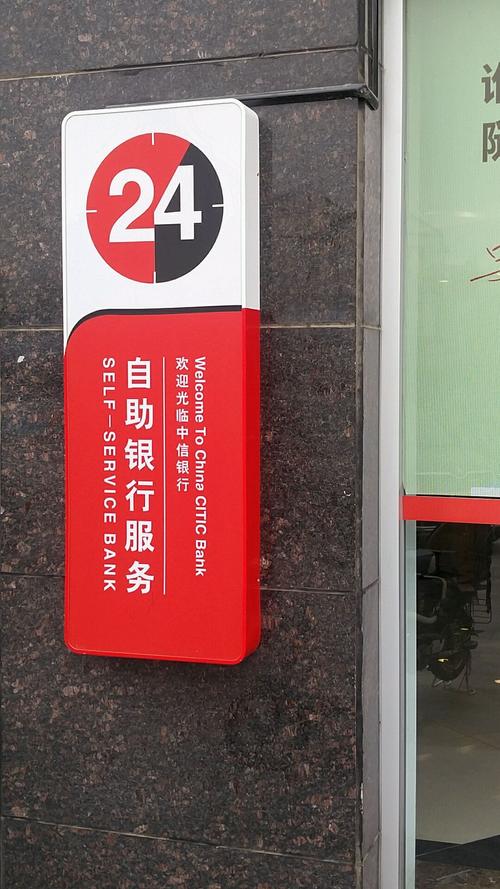 24
自助银行服务
SELF-SERVICE BANK
Welcome To China CITIC Bank
欢迎光临中信银行
院